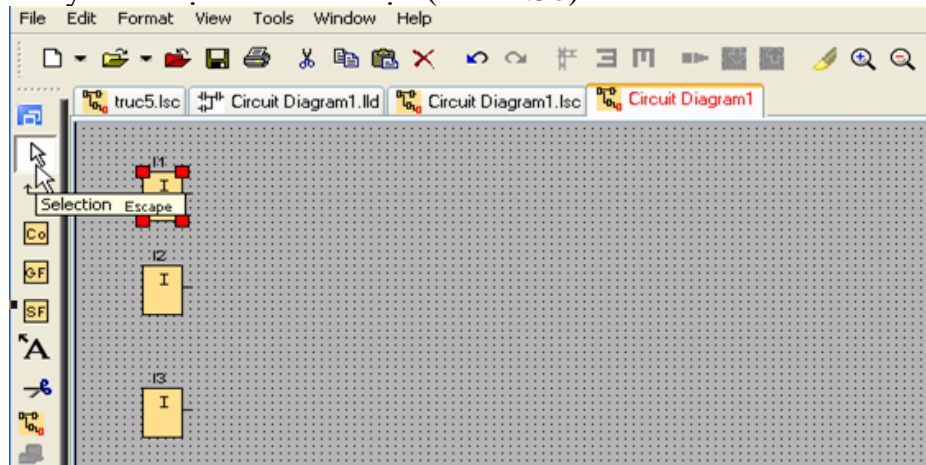 File Edit Format View Tools Window Help
truc5.lsc Circuit Diagram1.lld Circuit Diagram1.lsc Circuit Diagram1
I1
I
Selection Escape
Co
I2
GF
I
SF
A
I3
I